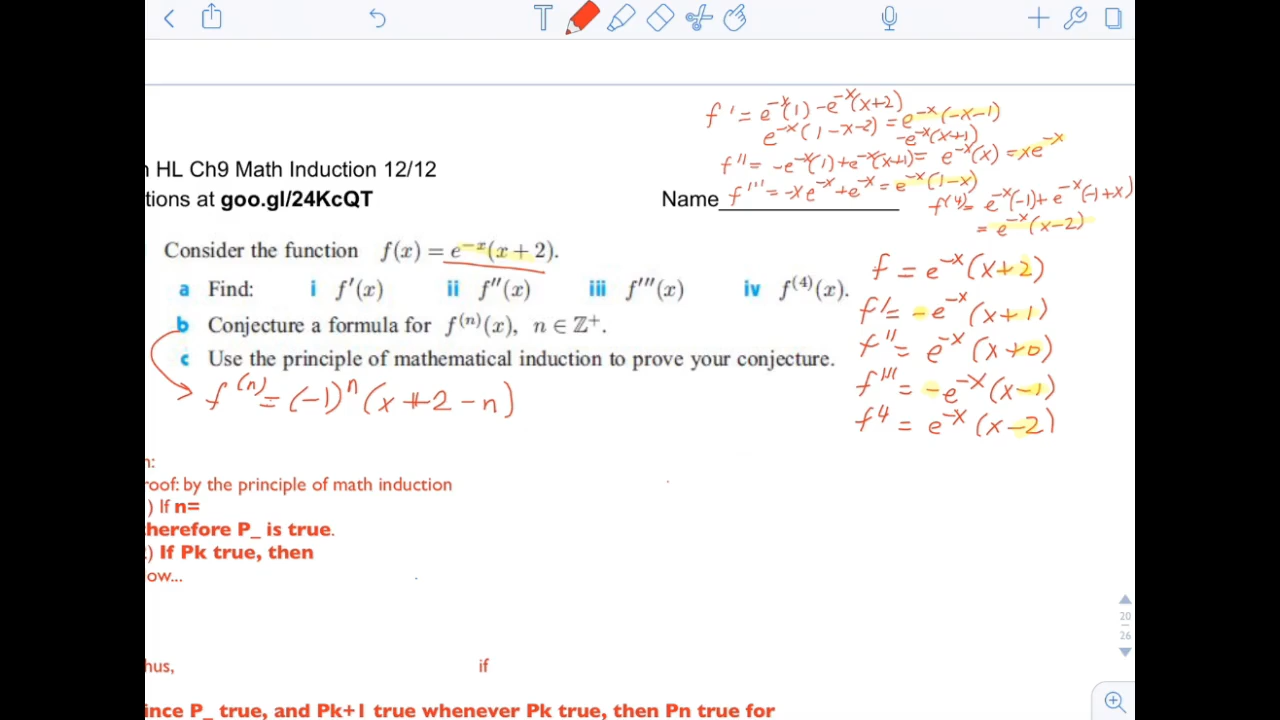 f' = e^-x(1) - e^-x(x+2)
e^-x(1-x-2) = e^-x(-x-1)
-e^-x(x+1)
f'' = -e^-x(1)+e^-x(x+1) = e^-x(x) = xe^-x
HL Ch9 Math Induction 12/12
tions at goo.gl/24KcQT
Name
f''' = -xe^-x+e^-x = e^-x(1-x)
f^(4) = e^-x(-1)+e^-x(-1+x)
= e^-x(x-2)
Consider the function f(x) = e^-x(x + 2).
a Find: i f'(x) ii f''(x) iii f'''(x) iv f^(4)(x).
b Conjecture a formula for f^(n)(x), n ∈ ℤ⁺.
c Use the principle of mathematical induction to prove your conjecture.
f^(n) = (-1)^n (x+2-n)
f = e^-x(x+2)
f' = -e^-x(x+1)
f'' = e^-x(x+0)
f''' = -e^-x(x-1)
f4 = e^-x(x-2)
n:
roof: by the principle of math induction
) If n=
herefore P_ is true.
) If Pk true, then
ow...
20
26
hus, if
ince P_ true, and Pk+1 true whenever Pk true, then Pn true for